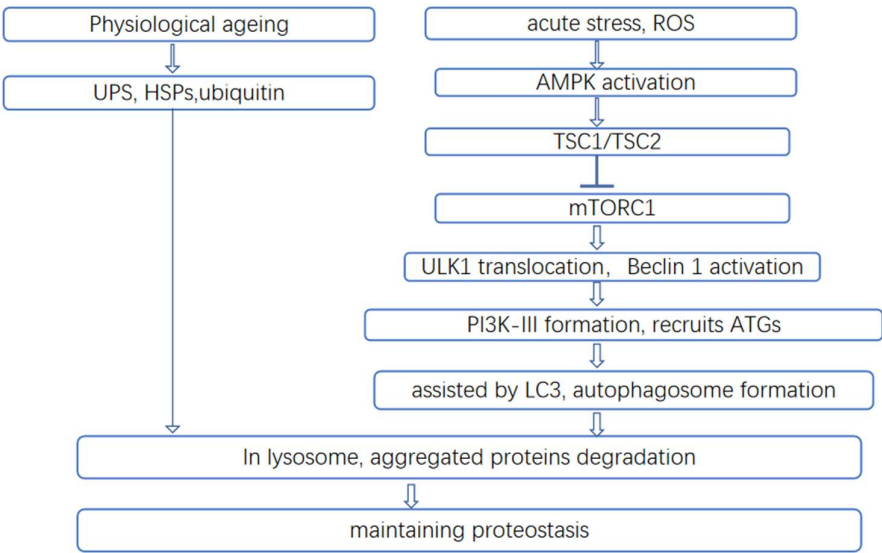 Physiological ageing
UPS, HSPs,ubiquitin
acute stress, ROS
AMPK activation
TSC1/TSC2
mTORC1
ULK1 translocation, Beclin 1 activation
PI3K-III formation, recruits ATGs
assisted by LC3, autophagosome formation
In lysosome, aggregated proteins degradation
maintaining proteostasis